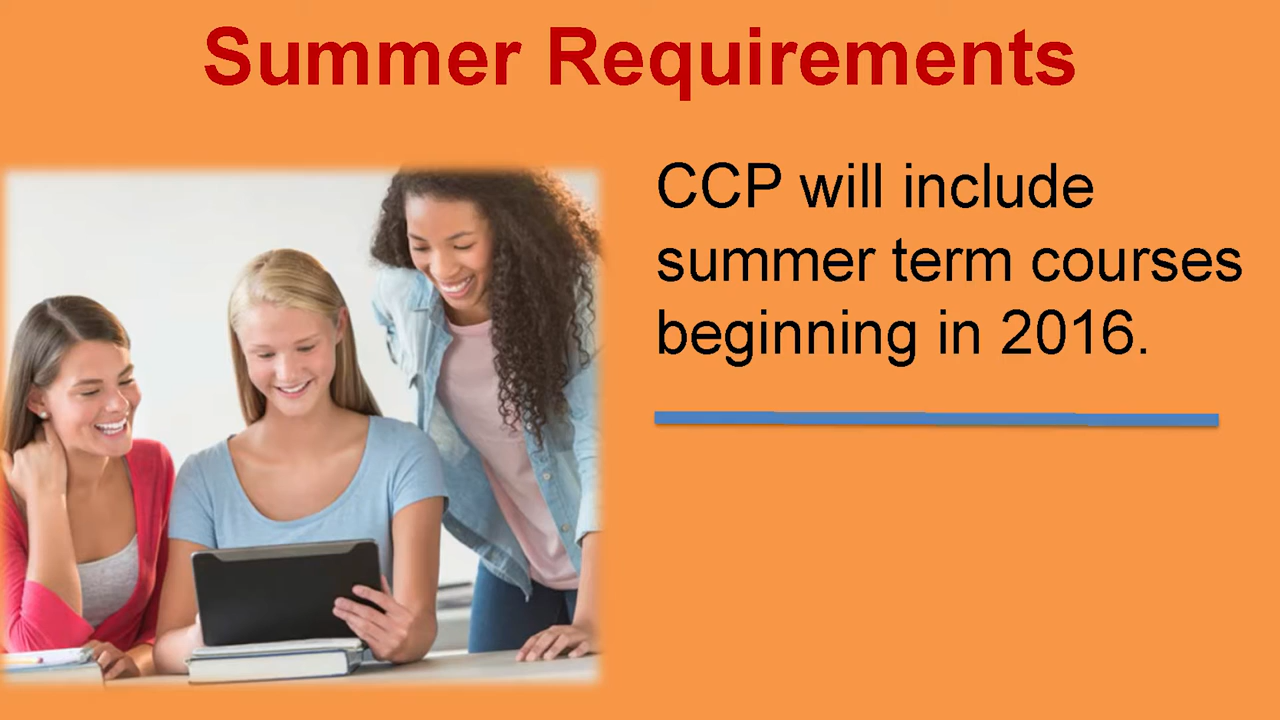 Summer Requirements
CCP will include
summer term courses
beginning in 2016.